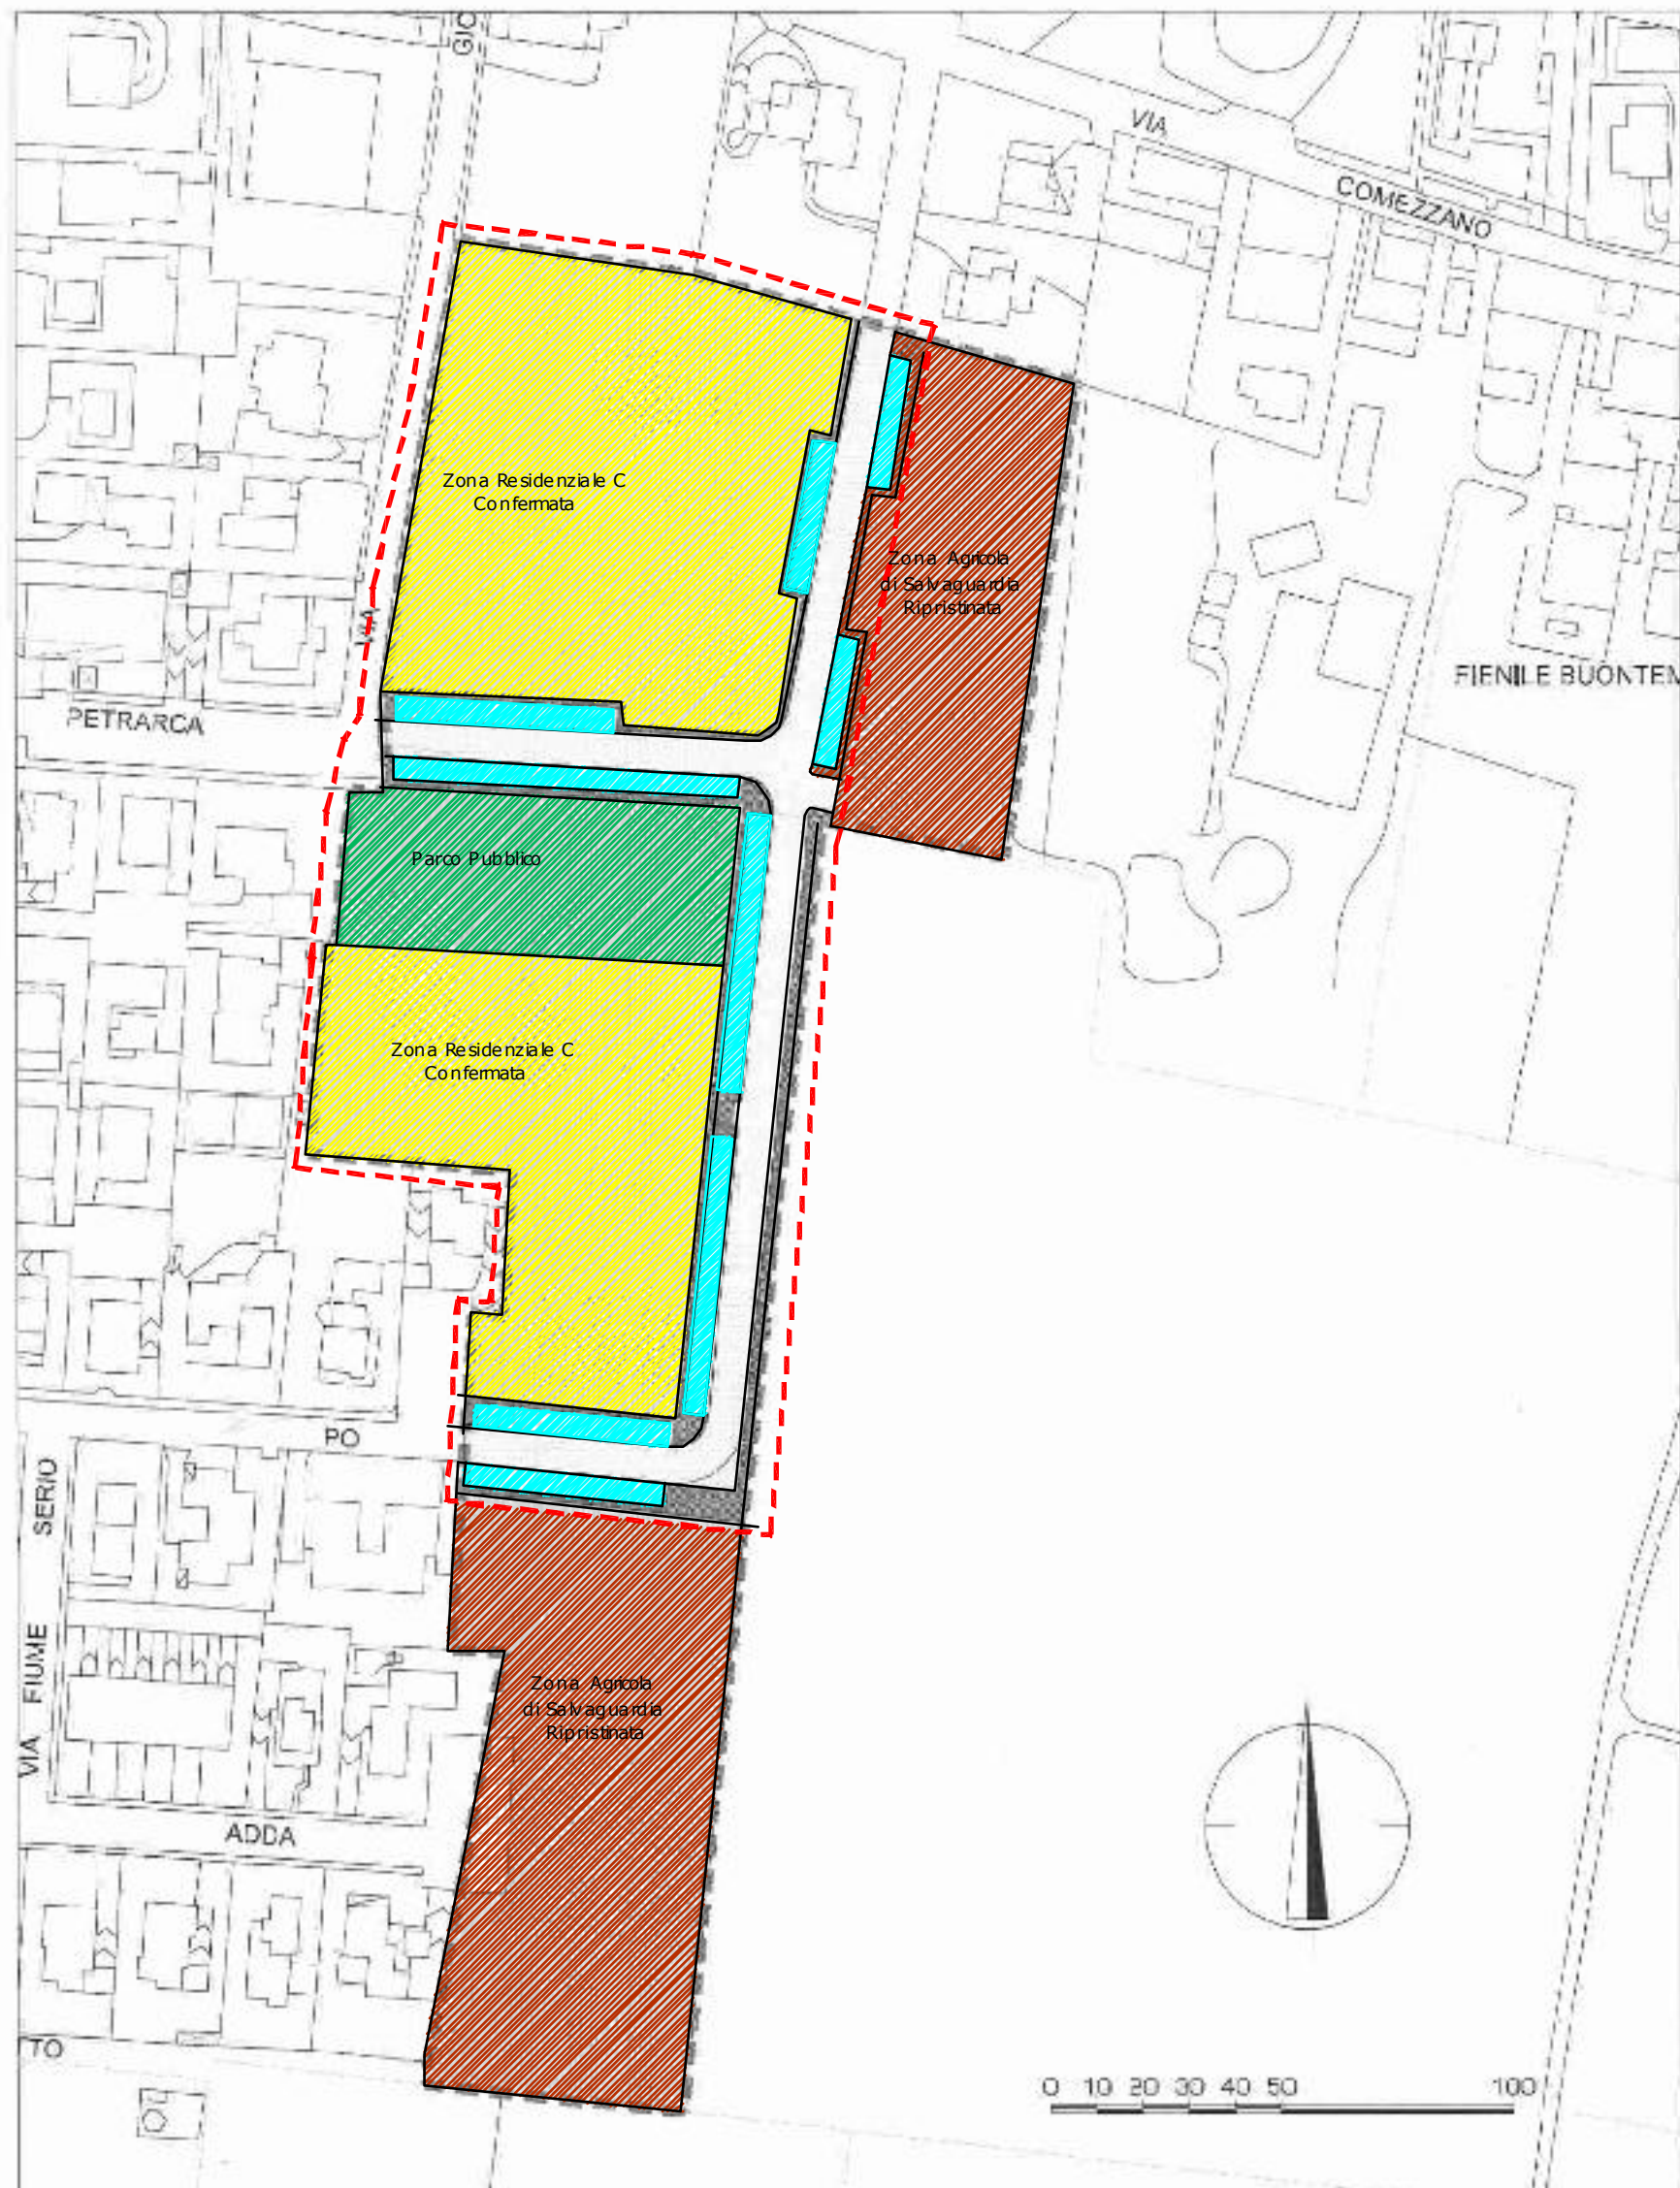 GIO
VIA
COMEZZANO
Zona Residenziale C
Confermata
Zona Agricola
di Salvaguardia
Ripristinata
VIA
FIENILE BUONTEM
PETRARCA
Parco Pubblico
Zona Residenziale C
Confermata
PO
SERIO
FIUME
VIA
Zona Agricola
di Salvaguardia
Ripristinata
ADDA
TO
0 10 20 30 40 50 100